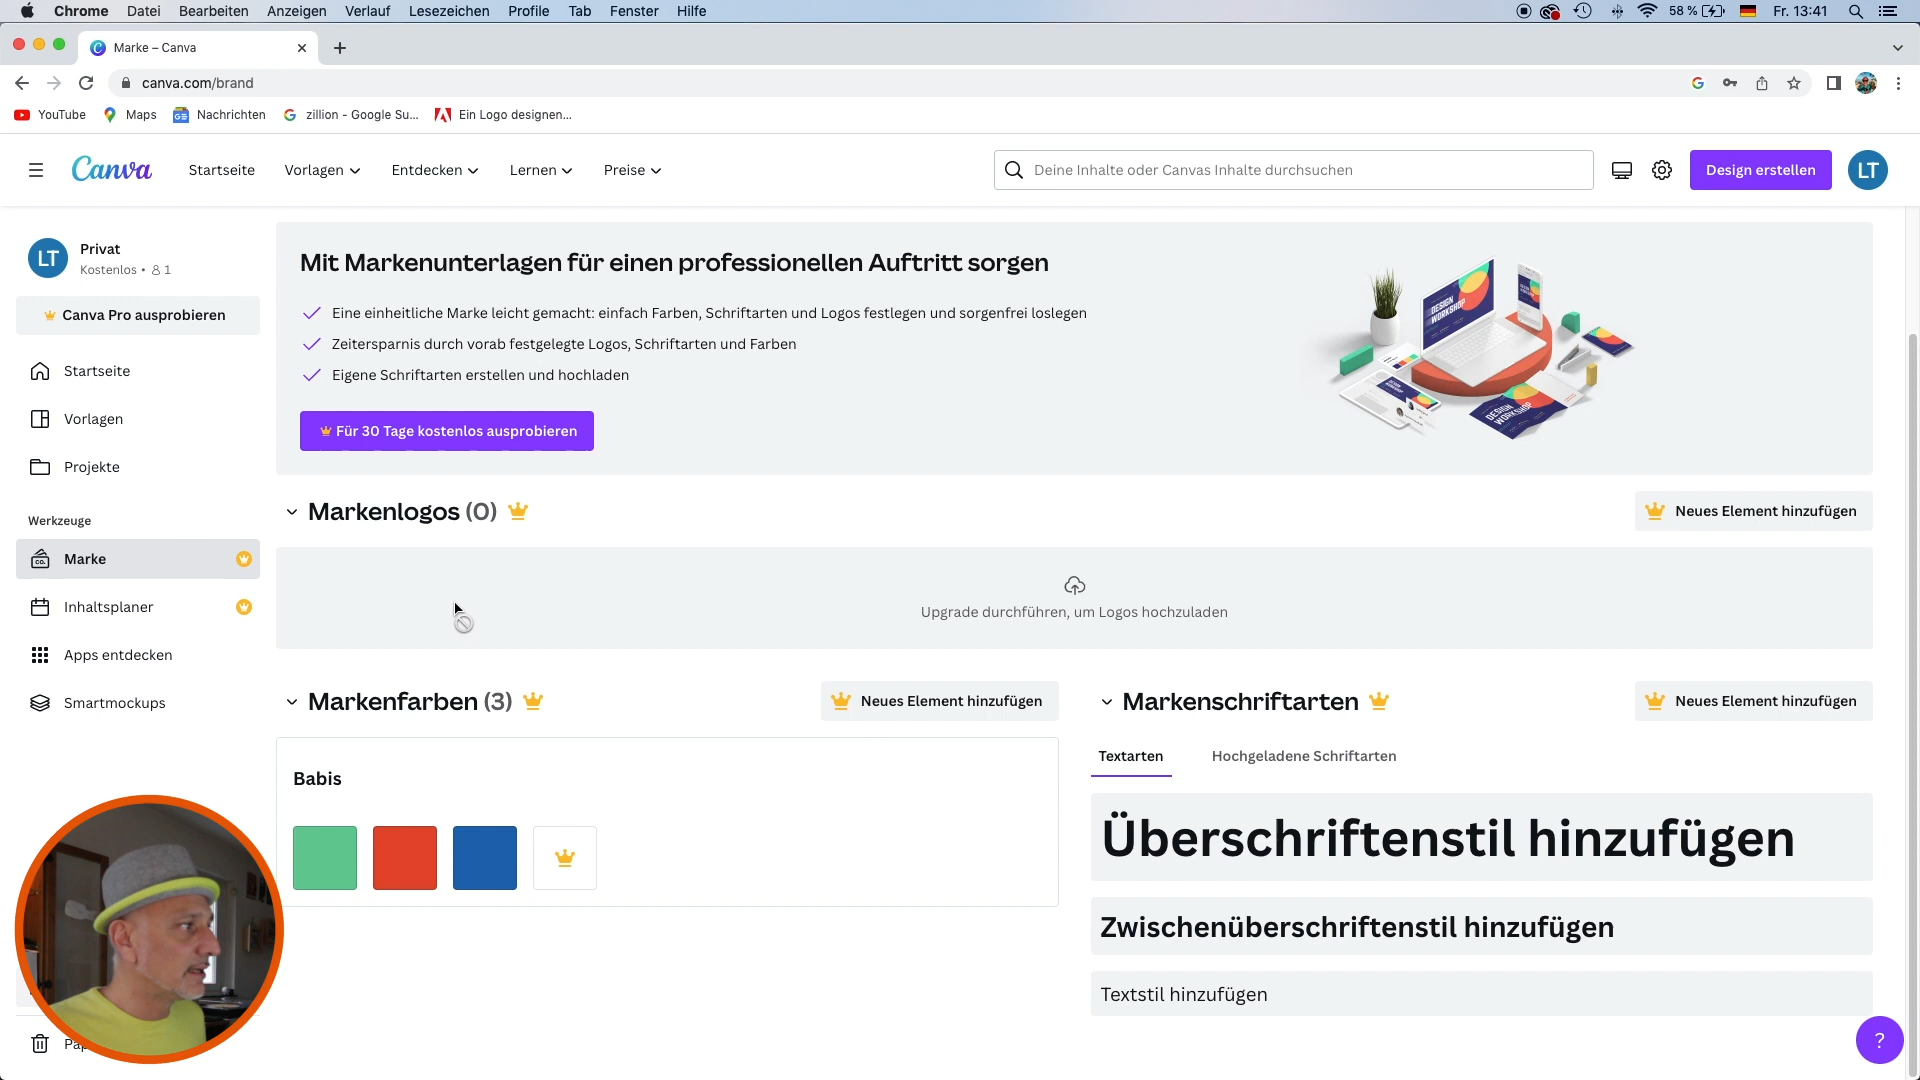 Chrome Datei Bearbeiten Anzeigen Verlauf Lesezeichen Profile Tab Fenster Hilfe 58 % Fr. 13:41
Marke – Canva
canva.com/brand
YouTube Maps Nachrichten zillion - Google Su... Ein Logo designen...
Canva Startseite Vorlagen Entdecken Lernen Preise Deine Inhalte oder Canvas Inhalte durchsuchen Design erstellen LT
LT Privat
Kostenlos • 1
Canva Pro ausprobieren
Startseite
Vorlagen
Projekte
Werkzeuge
Marke
Inhaltsplaner
Apps entdecken
Smartmockups
Mit Markenunterlagen für einen professionellen Auftritt sorgen
Eine einheitliche Marke leicht gemacht: einfach Farben, Schriftarten und Logos festlegen und sorgenfrei loslegen
Zeitersparnis durch vorab festgelegte Logos, Schriftarten und Farben
Eigene Schriftarten erstellen und hochladen
Für 30 Tage kostenlos ausprobieren
DESIGN
WORKSHOP
DESIGN
WORKSHOP
Markenlogos (0) Neues Element hinzufügen
Upgrade durchführen, um Logos hochzuladen
Markenfarben (3) Neues Element hinzufügen
Babis
Markenschriftarten Neues Element hinzufügen
Textarten Hochgeladene Schriftarten
Überschriftenstil hinzufügen
Zwischenüberschriftenstil hinzufügen
Textstil hinzufügen
?